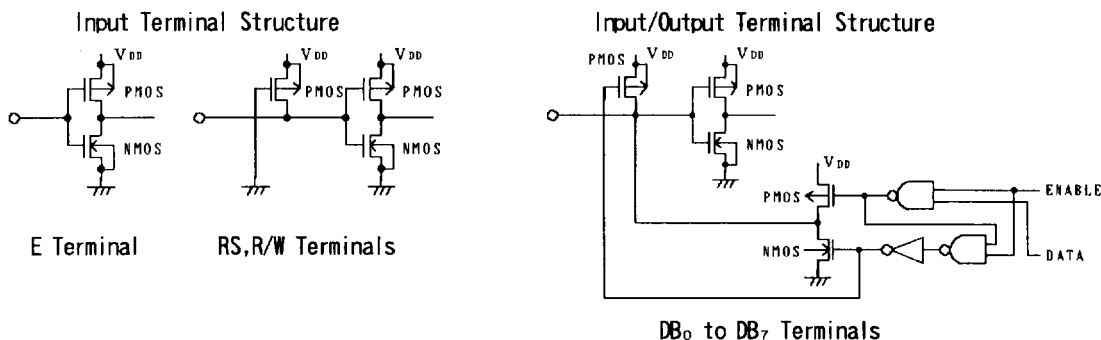 Input Terminal Structure
VDD
PMOS
NMOS
E Terminal
VDD
PMOS
VDD
PMOS
NMOS
RS,R/W Terminals
Input/Output Terminal Structure
PMOS
VDD
VDD
PMOS
NMOS
VDD
PMOS
NMOS
ENABLE
DATA
DB₀ to DB₇ Terminals